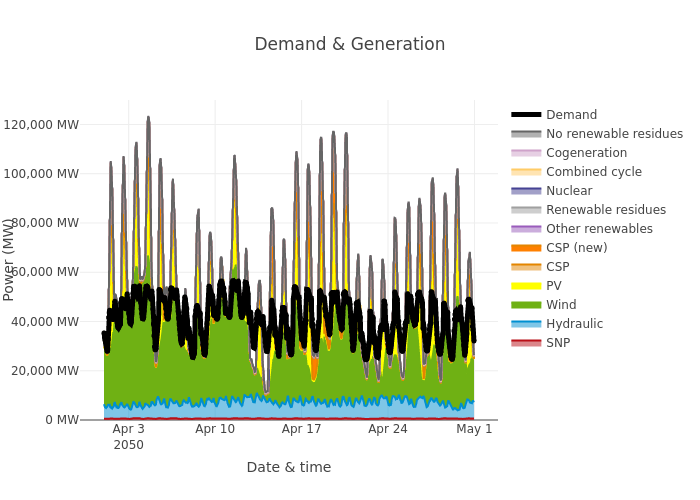 Demand & Generation
120,000 MW
100,000 MW
80,000 MW
60,000 MW
40,000 MW
20,000 MW
0 MW
Power (MW)
Apr 3
2050
Apr 10
Apr 17
Apr 24
May 1
Date & time
Demand
No renewable residues
Cogeneration
Combined cycle
Nuclear
Renewable residues
Other renewables
CSP (new)
CSP
PV
Wind
Hydraulic
SNP